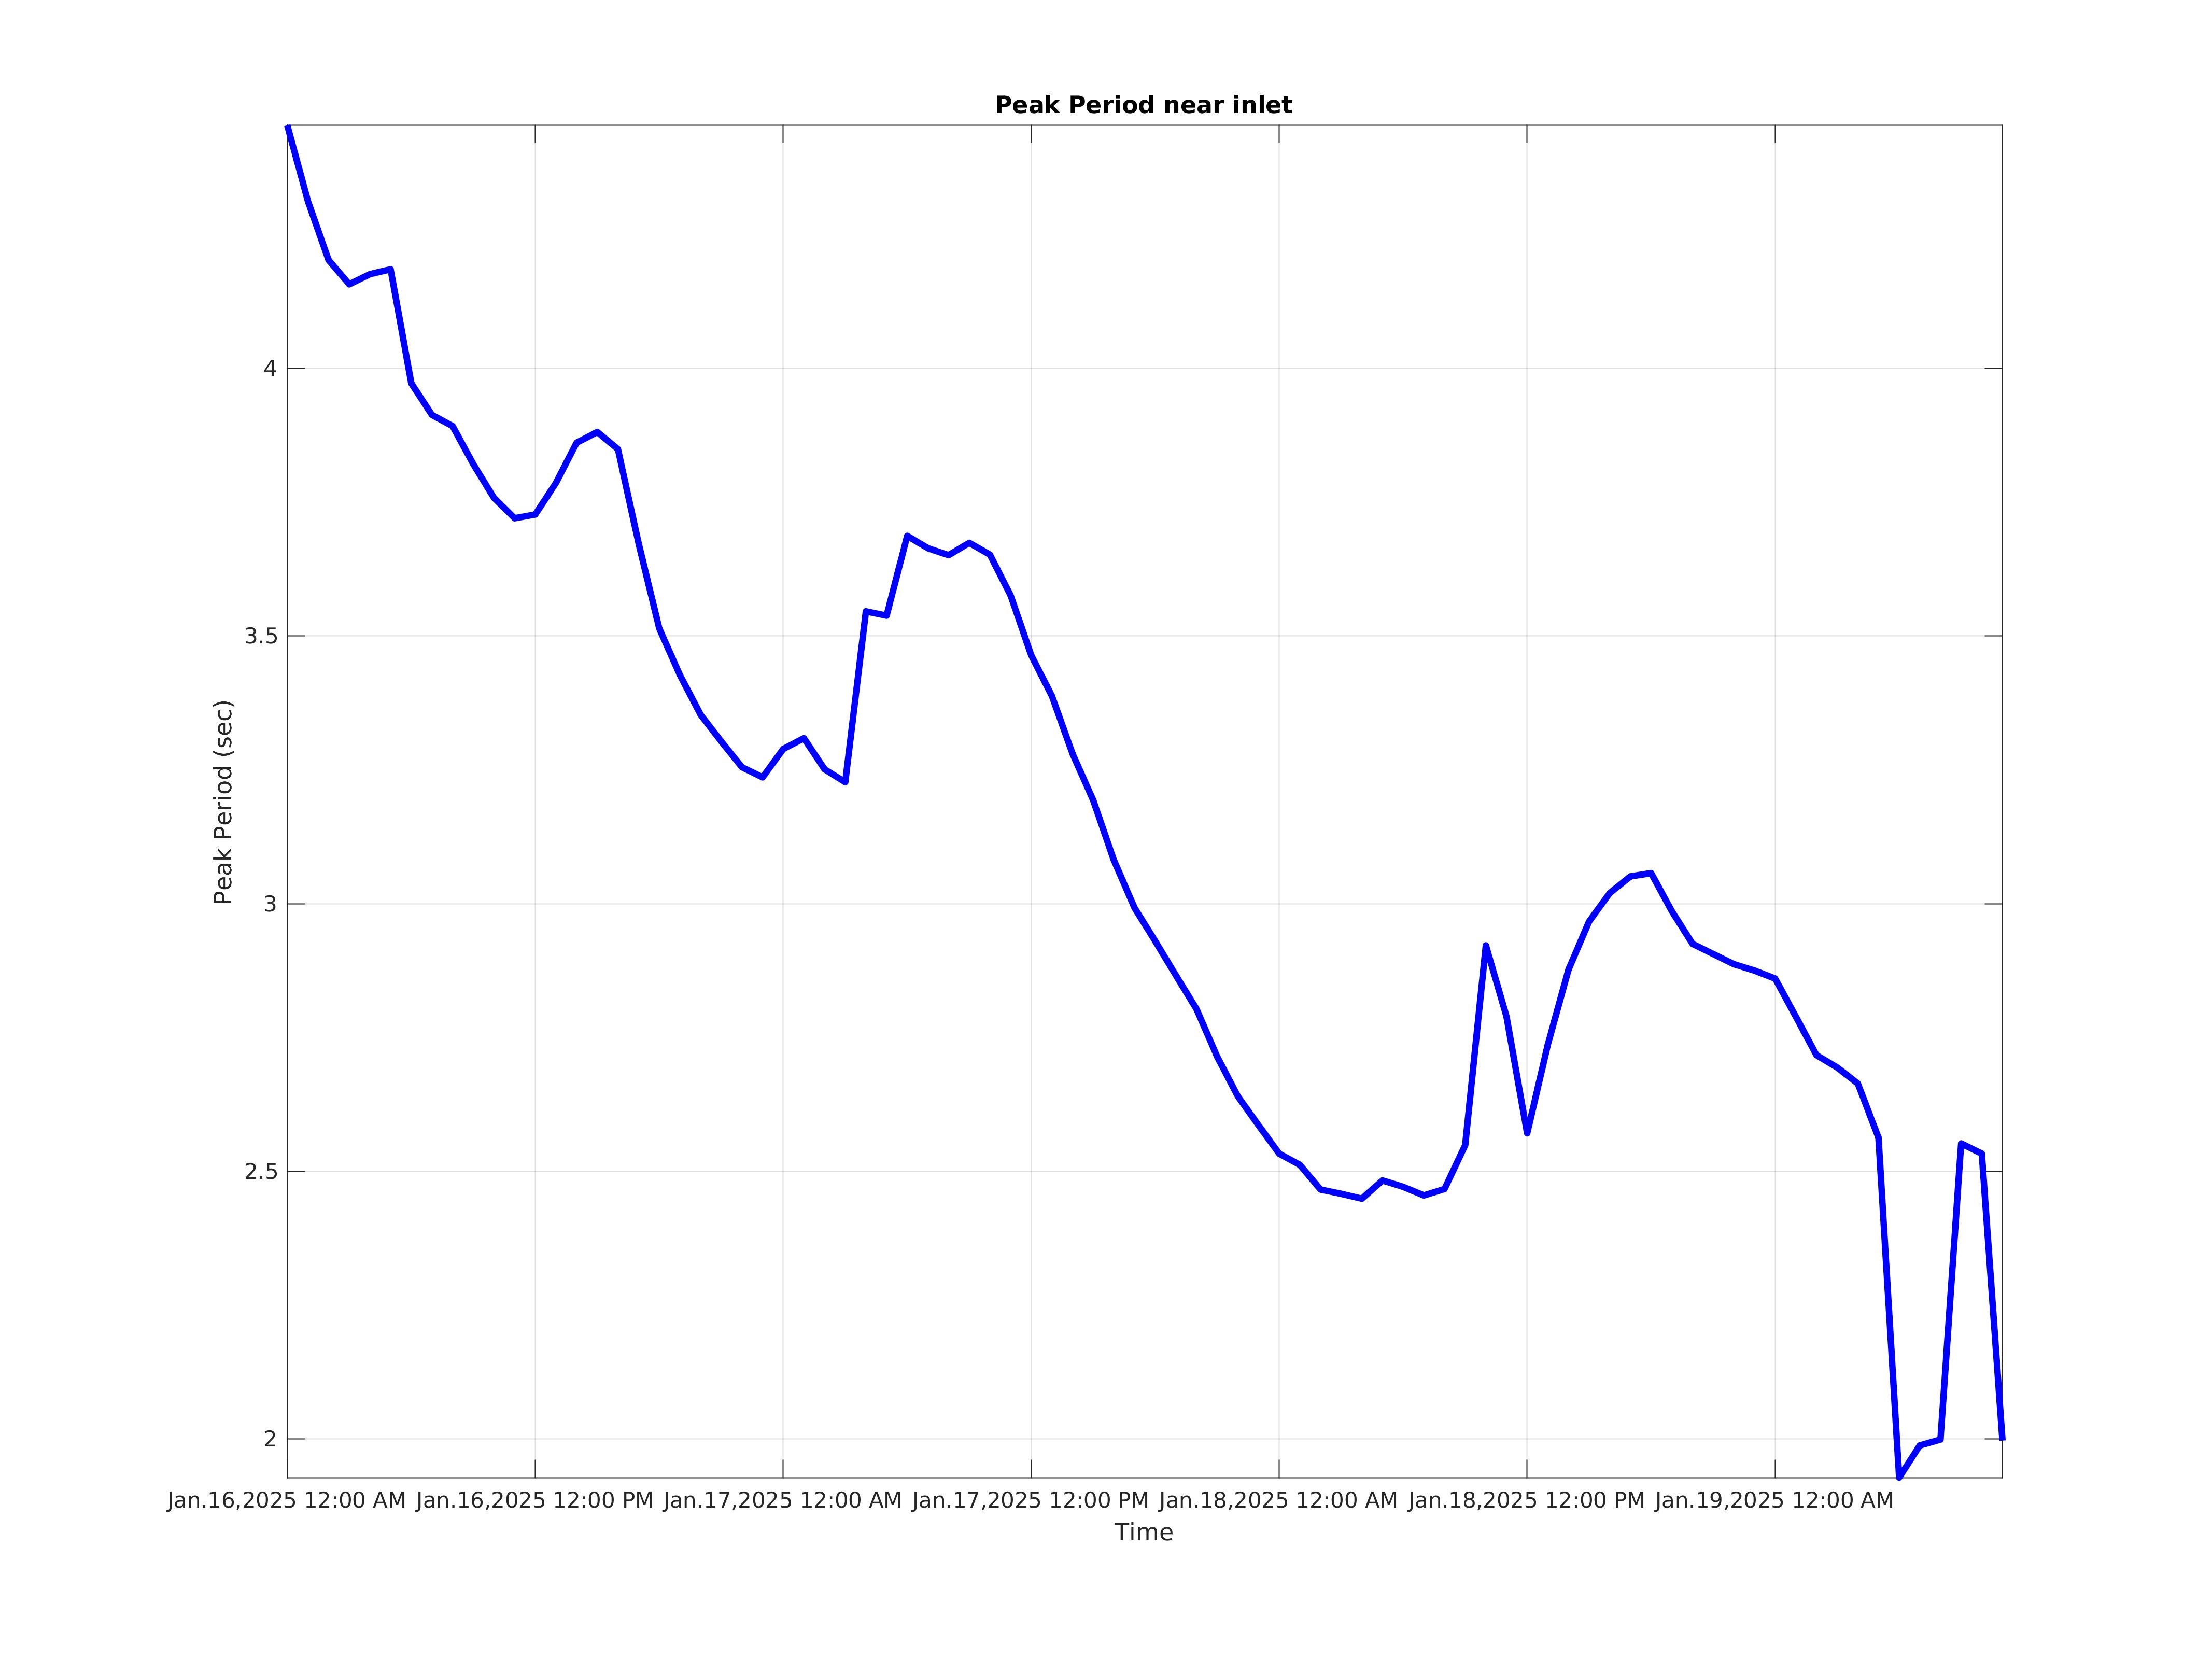 Peak Period near inlet
Peak Period (sec)
4
3.5
3
2.5
2
Jan.16,2025 12:00 AM Jan.16,2025 12:00 PM Jan.17,2025 12:00 AM Jan.17,2025 12:00 PM Jan.18,2025 12:00 AM Jan.18,2025 12:00 PM Jan.19,2025 12:00 AM
Time